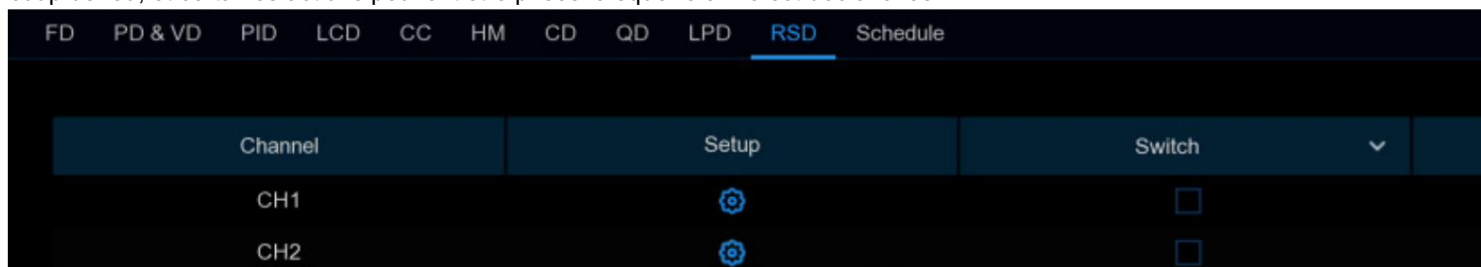 FD PD & VD PID LCD CC HM CD QD LPD RSD Schedule
Channel Setup Switch
CH1
CH2